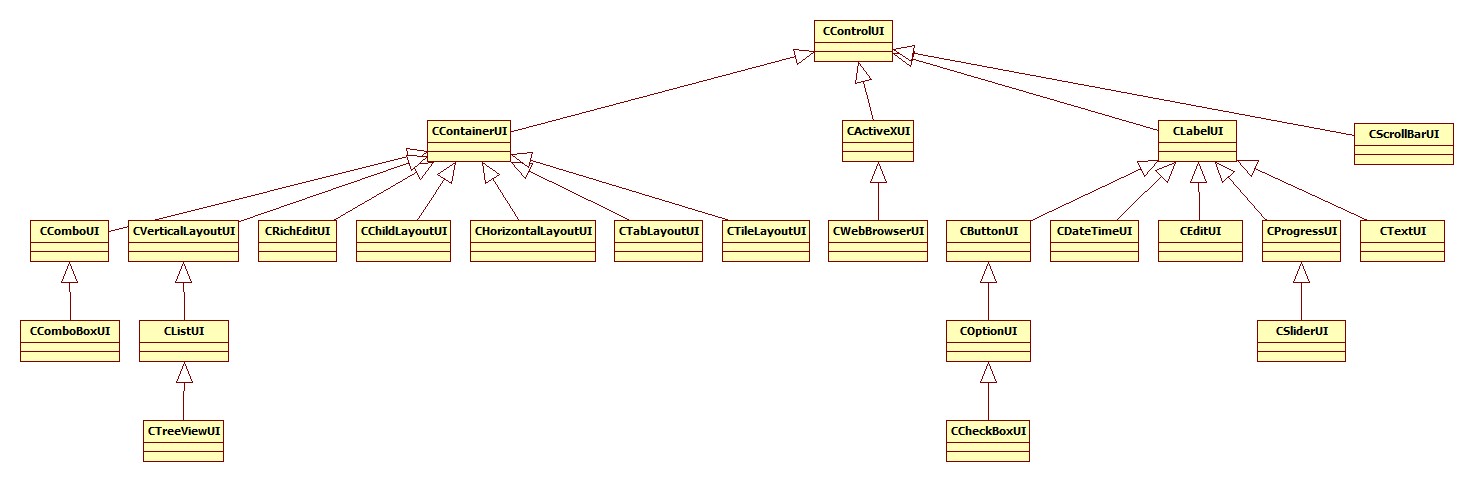 CControlUI
CContainerUI
CActiveXUI
CLabelUI
CScrollBarUI
CComboUI
CVerticalLayoutUI
CRichEditUI
CChildLayoutUI
CHorizontalLayoutUI
CTabLayoutUI
CTileLayoutUI
CWebBrowserUI
CButtonUI
CDateTimeUI
CEditUI
CProgressUI
CTextUI
CComboBoxUI
CListUI
COptionUI
CSliderUI
CTreeViewUI
CCheckBoxUI